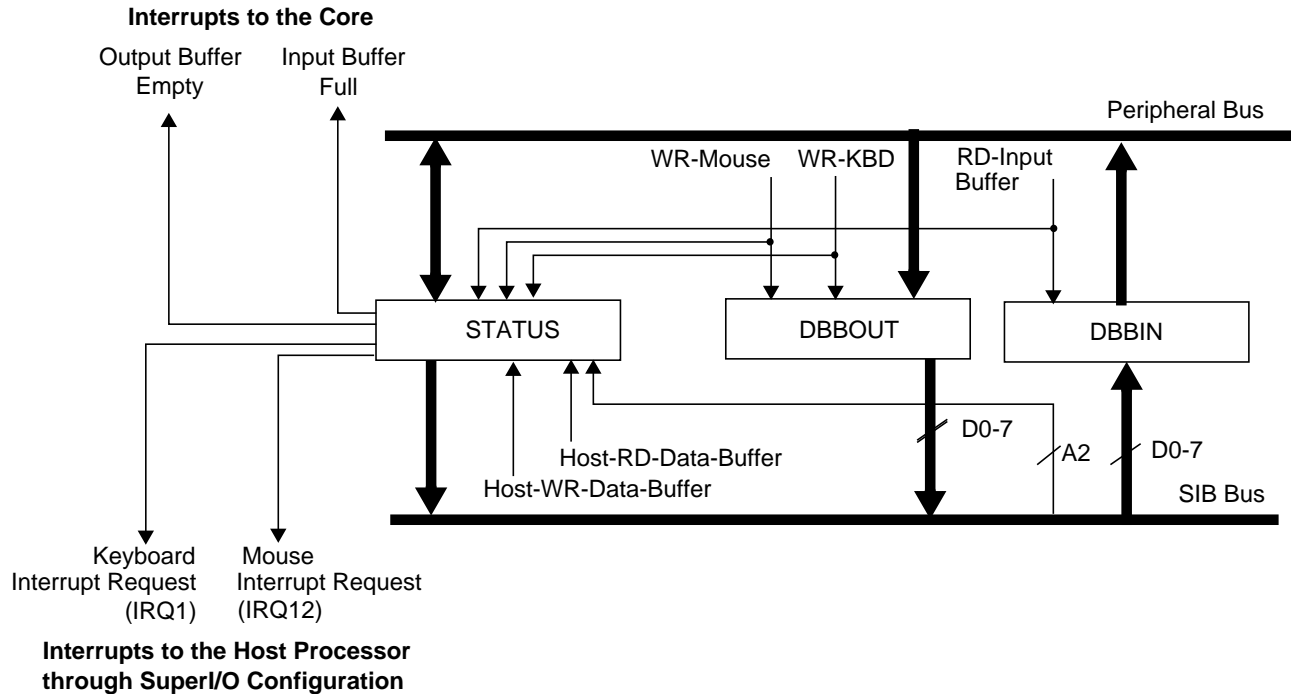 Interrupts to the Core
Output Buffer
Empty
Input Buffer
Full
Peripheral Bus
WR-Mouse
WR-KBD
RD-Input
Buffer
STATUS
DBBOUT
DBBIN
D0-7
A2
D0-7
Host-RD-Data-Buffer
Host-WR-Data-Buffer
SIB Bus
Keyboard
Interrupt Request
(IRQ1)
Mouse
Interrupt Request
(IRQ12)
Interrupts to the Host Processor
through SuperI/O Configuration